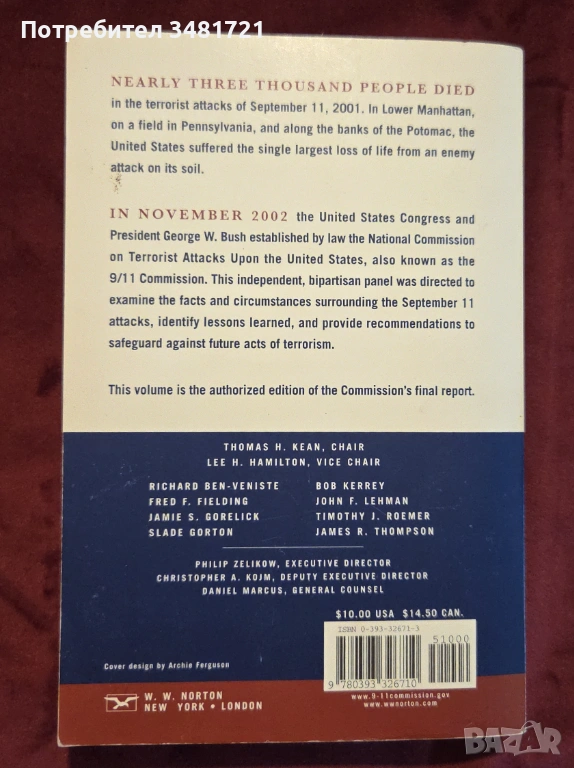 Потребител 3481721
NEARLY THREE THOUSAND PEOPLE DIED
in the terrorist attacks of September 11, 2001. In Lower Manhattan,
on a field in Pennsylvania, and along the banks of the Potomac, the
United States suffered the single largest loss of life from an enemy
attack on its soil.
IN NOVEMBER 2002 the United States Congress and
President George W. Bush established by law the National Commission
on Terrorist Attacks Upon the United States, also known as the
9/11 Commission. This independent, bipartisan panel was directed to
examine the facts and circumstances surrounding the September 11
attacks, identify lessons learned, and provide recommendations to
safeguard against future acts of terrorism.
This volume is the authorized edition of the Commission's final report.
THOMAS H. KEAN, CHAIR
LEE H. HAMILTON, VICE CHAIR
RICHARD BEN-VENISTE
FRED F. FIELDING
JAMIE S. GORELICK
SLADE GORTON
BOB KERREY
JOHN F. LEHMAN
TIMOTHY J. ROEMER
JAMES R. THOMPSON
PHILIP ZELIKOW, EXECUTIVE DIRECTOR
CHRISTOPHER A. KOJM, DEPUTY EXECUTIVE DIRECTOR
DANIEL MARCUS, GENERAL COUNSEL
$10.00 USA $14.50 CAN.
ISBN 0-393-32671-3
51000
9 780393 326710
www.9-11commission.gov
www.wwnorton.com
Cover design by Archie Ferguson
W. W. NORTON
NEW YORK • LONDON
BAZAR